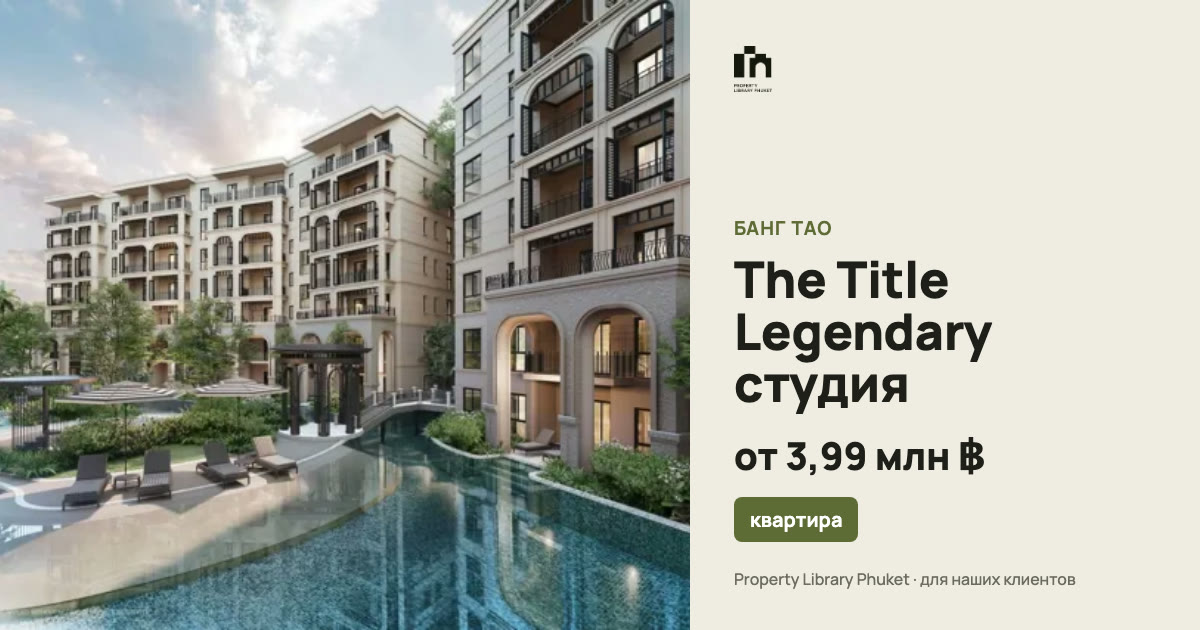 PROPERTY
LIBRARY PHUKET
БАНГ ТАО
The Title
Legendary
студия
от 3,99 млн ฿
квартира
Property Library Phuket · для наших клиентов